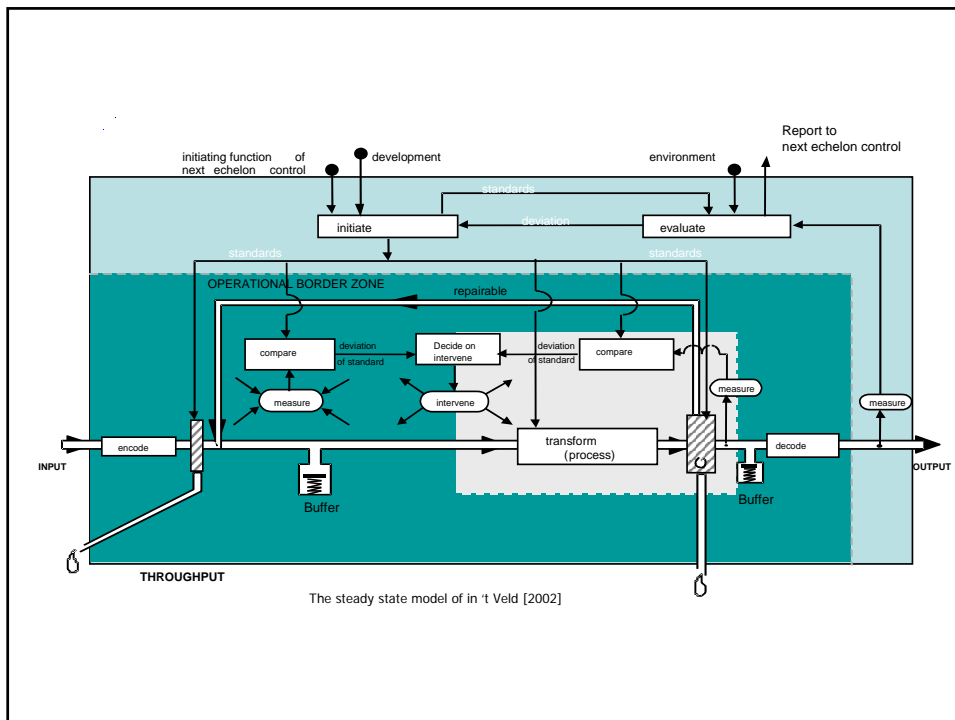 Report to
next echelon control
initiating function of
next echelon control
development
environment
standards
initiate
deviation
evaluate
standards
standards
OPERATIONAL BORDER ZONE
repairable
compare
deviation
of standard
Decide on
intervene
deviation
of standard
compare
measure
intervene
measure
measure
encode
transform
(process)
decode
INPUT
OUTPUT
Buffer
Buffer
THROUGHPUT
The steady state model of in ‘t Veld [2002]